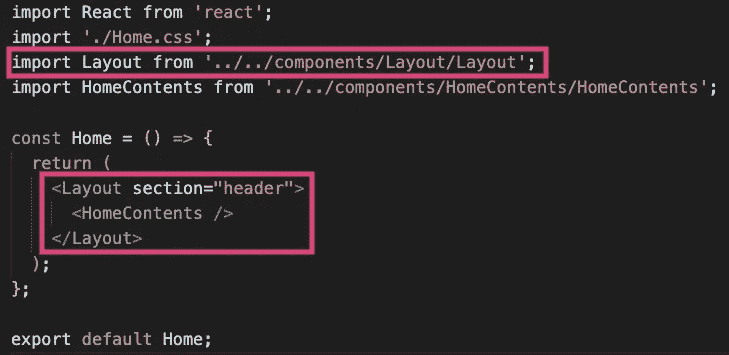 import React from 'react';
import './Home.css';
import Layout from '../../components/Layout/Layout';
import HomeContents from '../../components/HomeContents/HomeContents';

const Home = () => {
  return (
    <Layout section="header">
      <HomeContents />
    </Layout>
  );
};

export default Home;